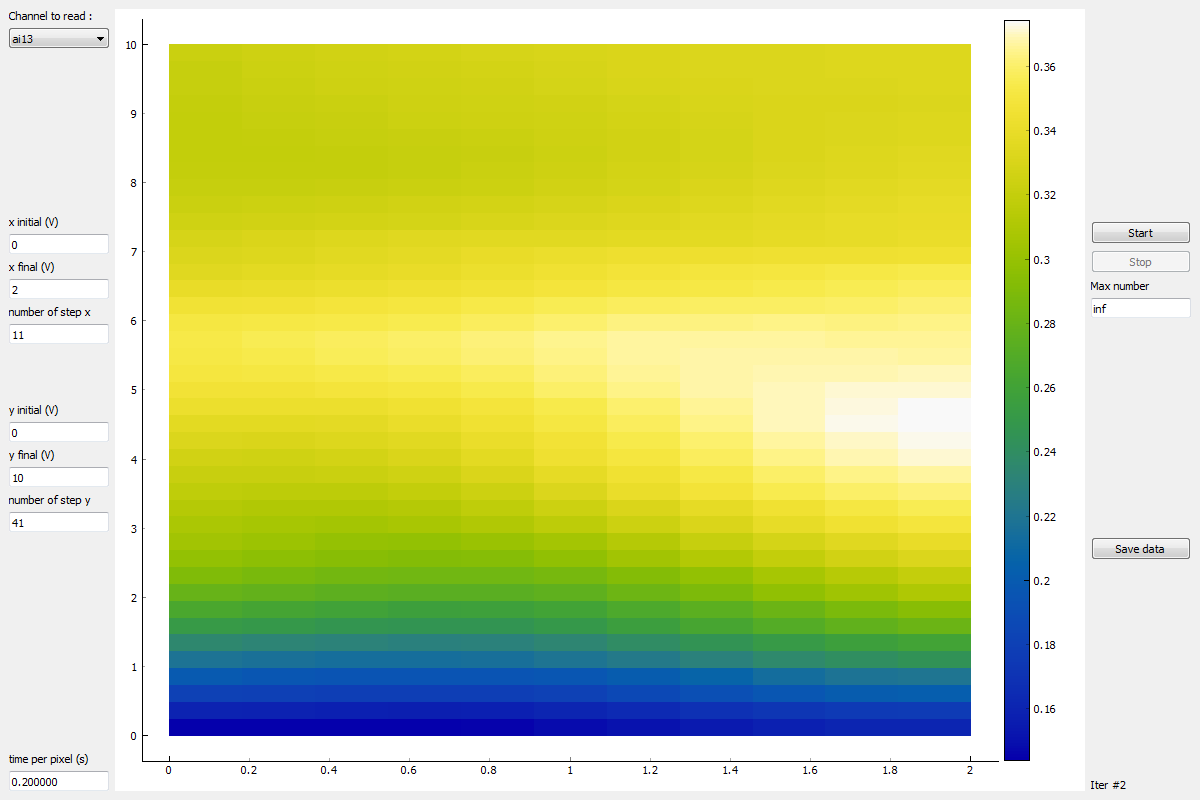 Channel to read :
ai13
x initial (V)
0
x final (V)
2
number of step x
11
y initial (V)
0
y final (V)
10
number of step y
41
time per pixel (s)
0.200000
10
9
8
7
6
5
4
3
2
1
0
0
0.2
0.4
0.6
0.8
1
1.2
1.4
1.6
1.8
2
0.36
0.34
0.32
0.3
0.28
0.26
0.24
0.22
0.2
0.18
0.16
Start
Stop
Max number
inf
Save data
Iter #2